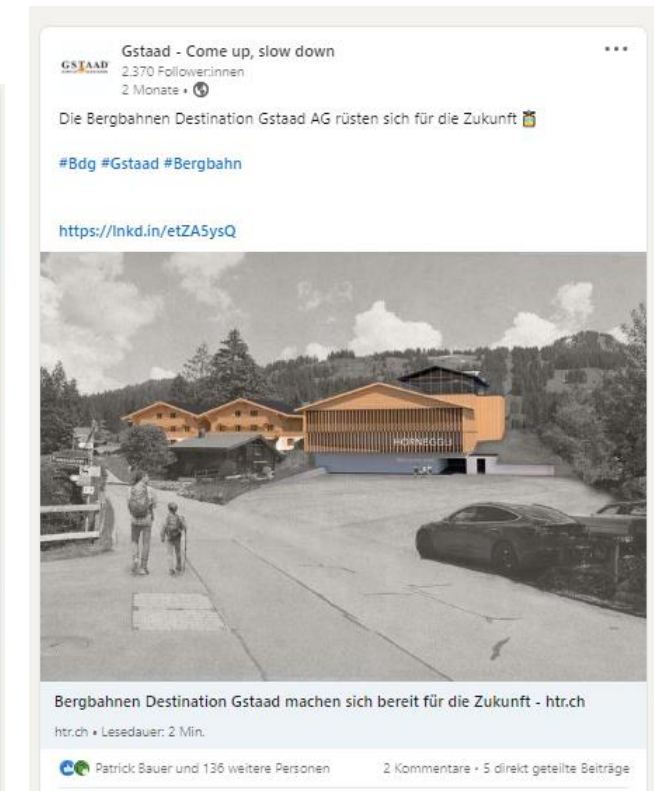 GSTAAD
Gstaad - Come up, slow down
2.370 Follower:innen
2 Monate •
Die Bergbahnen Destination Gstaad AG rüsten sich für die Zukunft
#Bdg #Gstaad #Bergbahn
https://lnkd.in/etZA5ysQ
HORNEGGLI
Bergbahnen Destination Gstaad machen sich bereit für die Zukunft - htr.ch
htr.ch • Lesedauer: 2 Min.
Patrick Bauer und 136 weitere Personen
2 Kommentare • 5 direkt geteilte Beiträge